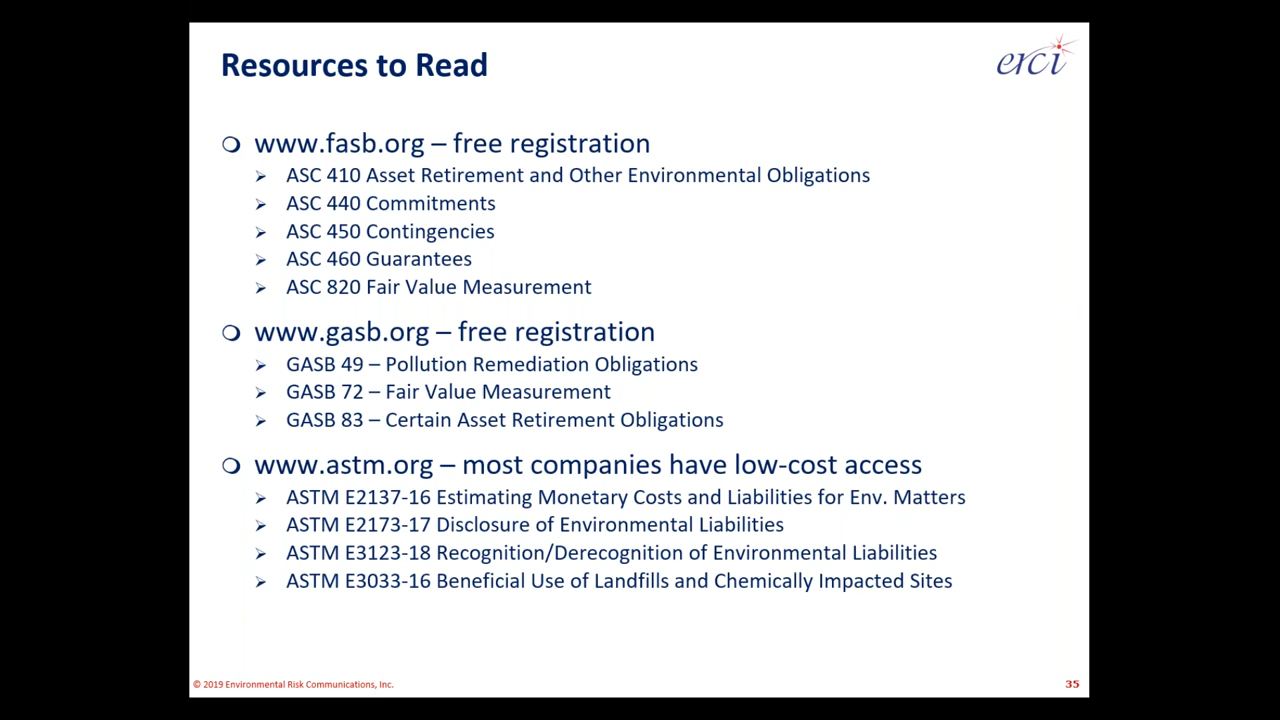 Resources to Read
erci
www.fasb.org – free registration
ASC 410 Asset Retirement and Other Environmental Obligations
ASC 440 Commitments
ASC 450 Contingencies
ASC 460 Guarantees
ASC 820 Fair Value Measurement
www.gasb.org – free registration
GASB 49 – Pollution Remediation Obligations
GASB 72 – Fair Value Measurement
GASB 83 – Certain Asset Retirement Obligations
www.astm.org – most companies have low-cost access
ASTM E2137-16 Estimating Monetary Costs and Liabilities for Env. Matters
ASTM E2173-17 Disclosure of Environmental Liabilities
ASTM E3123-18 Recognition/Derecognition of Environmental Liabilities
ASTM E3033-16 Beneficial Use of Landfills and Chemically Impacted Sites
© 2019 Environmental Risk Communications, Inc.
35